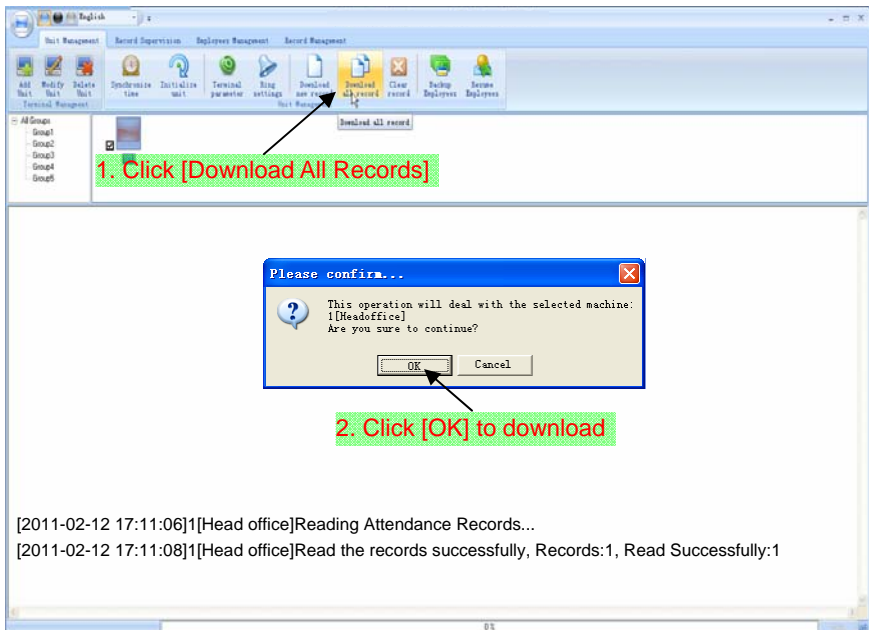 English
Unit Management Record Supervision Employees Management Record Management
Add Unit
Modify Unit
Delete Unit
Synchronize time
Initialize unit
Terminal parameter
Ring settings
Download new record
Download all record
Clear record
Backup Employees
Resume Employees
Terminal Management
Unit Management
Download all record
All Groups
Group1
Group2
Group3
Group4
Group5
1. Click [Download All Records]
Please confirm...
This operation will deal with the selected machine:
1[Headoffice]
Are you sure to continue?
OK Cancel
2. Click [OK] to download
[2011-02-12 17:11:06]1[Head office]Reading Attendance Records...
[2011-02-12 17:11:08]1[Head office]Read the records successfully, Records:1, Read Successfully:1
0%